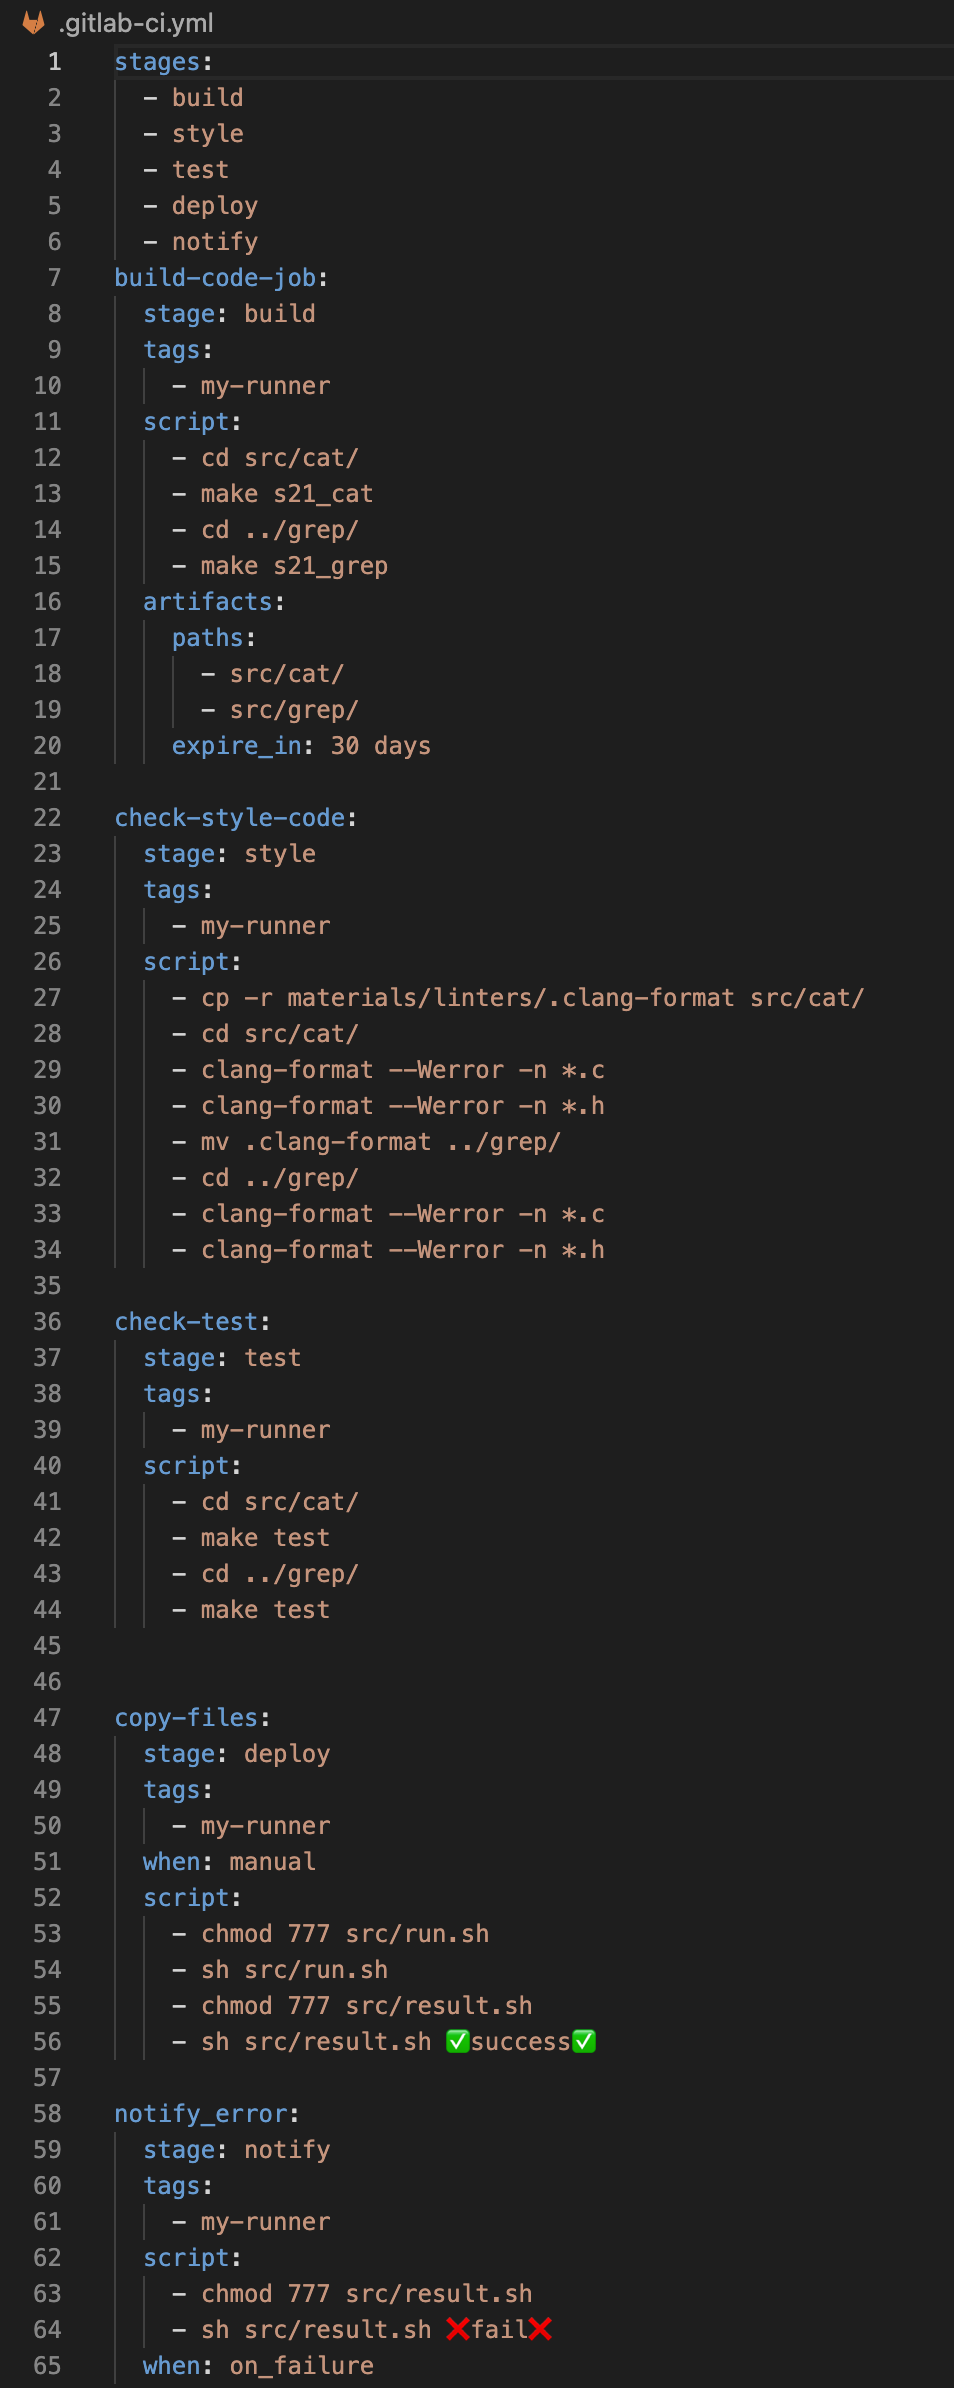 .gitlab-ci.yml
1 stages:
2 - build
3 - style
4 - test
5 - deploy
6 - notify
7 build-code-job:
8 stage: build
9 tags:
10 - my-runner
11 script:
12 - cd src/cat/
13 - make s21_cat
14 - cd ../grep/
15 - make s21_grep
16 artifacts:
17 paths:
18 - src/cat/
19 - src/grep/
20 expire_in: 30 days
21
22 check-style-code:
23 stage: style
24 tags:
25 - my-runner
26 script:
27 - cp -r materials/linters/.clang-format src/cat/
28 - cd src/cat/
29 - clang-format --Werror -n *.c
30 - clang-format --Werror -n *.h
31 - mv .clang-format ../grep/
32 - cd ../grep/
33 - clang-format --Werror -n *.c
34 - clang-format --Werror -n *.h
35
36 check-test:
37 stage: test
38 tags:
39 - my-runner
40 script:
41 - cd src/cat/
42 - make test
43 - cd ../grep/
44 - make test
45
46
47 copy-files:
48 stage: deploy
49 tags:
50 - my-runner
51 when: manual
52 script:
53 - chmod 777 src/run.sh
54 - sh src/run.sh
55 - chmod 777 src/result.sh
56 - sh src/result.sh ✅success✅
57
58 notify_error:
59 stage: notify
60 tags:
61 - my-runner
62 script:
63 - chmod 777 src/result.sh
64 - sh src/result.sh ❌fail❌
65 when: on_failure